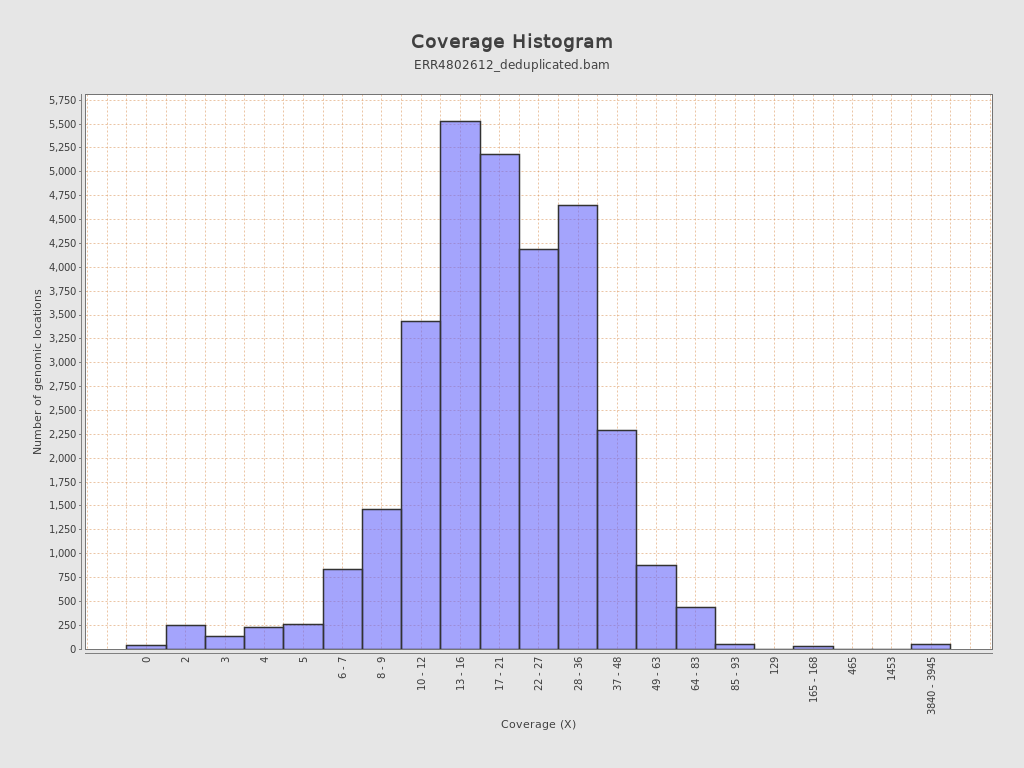 Coverage Histogram
ERR4802612_deduplicated.bam
Number of genomic locations
5,750
5,500
5,250
5,000
4,750
4,500
4,250
4,000
3,750
3,500
3,250
3,000
2,750
2,500
2,250
2,000
1,750
1,500
1,250
1,000
750
500
250
0
0
2
3
4
5
6 - 7
8 - 9
10 - 12
13 - 16
17 - 21
22 - 27
28 - 36
37 - 48
49 - 63
64 - 83
85 - 93
129
165 - 168
465
1453
3840 - 3945
Coverage (X)